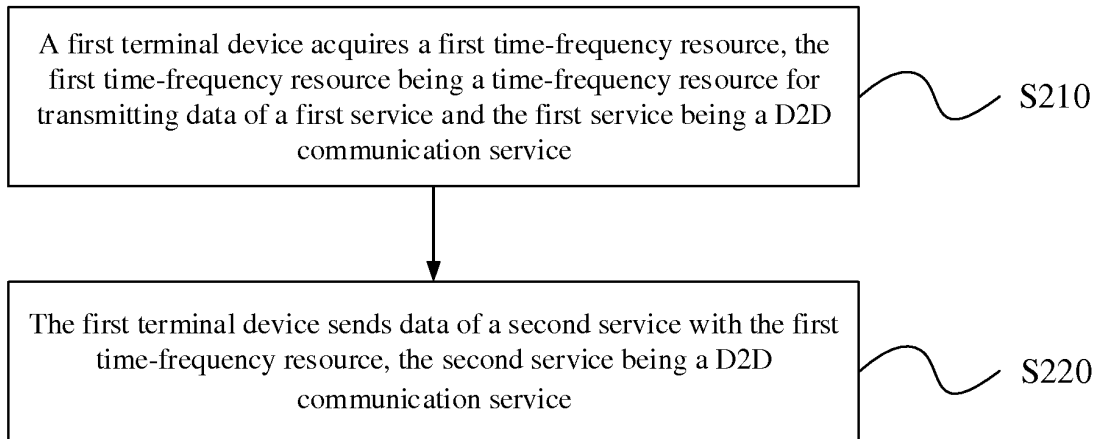 A first terminal device acquires a first time-frequency resource, the
first time-frequency resource being a time-frequency resource for
transmitting data of a first service and the first service being a D2D
communication service
S210
The first terminal device sends data of a second service with the first
time-frequency resource, the second service being a D2D
communication service
S220